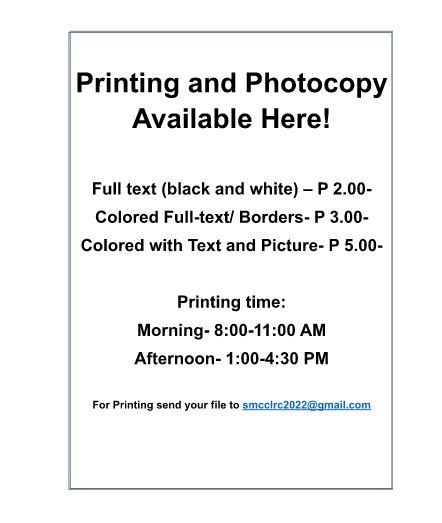 Printing and Photocopy
Available Here!
Full text (black and white) – P 2.00-
Colored Full-text/ Borders- P 3.00-
Colored with Text and Picture- P 5.00-
Printing time:
Morning- 8:00-11:00 AM
Afternoon- 1:00-4:30 PM
For Printing send your file to smcclrc2022@gmail.com